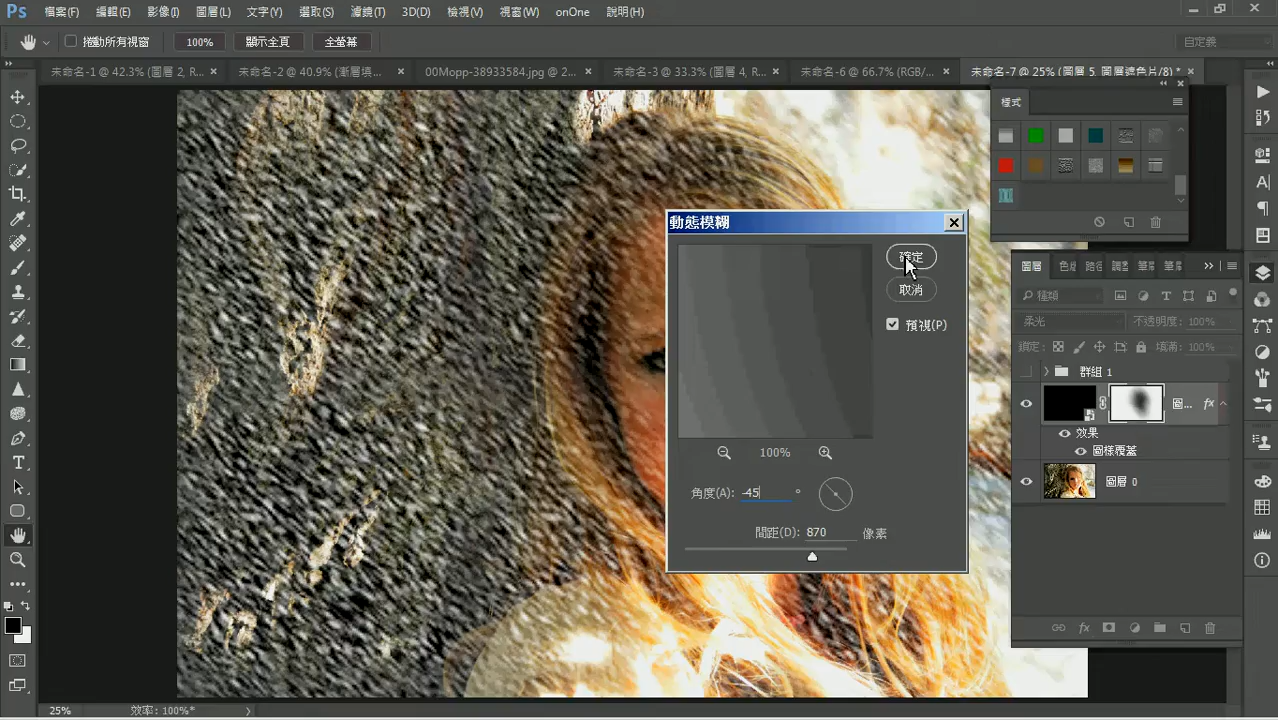 Ps 檔案(F) 編輯(E) 影像(I) 圖層(L) 文字(Y) 選取(S) 濾鏡(T) 3D(D) 檢視(V) 視窗(W) onOne 說明(H)
捲動所有視窗 100% 顯示全頁 全螢幕 自定義
未命名-1 @ 42.3% (圖層 2, R... × 未命名-2 @ 40.9% (漸層填... × 00Mopp-38933584.jpg @ 2... × 未命名-3 @ 33.3% (圖層 4, R... × 未命名-6 @ 66.7% (RGB/... × 未命名-7 @ 25% (圖層 5, 圖層遮色片/8) * ×
樣式
動態模糊
確定
取消
預視(P)
100%
角度(A): -45 °
間距(D): 870 像素
圖層 路徑
種類
柔光 不透明度: 100%
鎖定: 填滿: 100%
群組 1
圖... fx
效果
圖樣覆蓋
圖層 0
fx
25% 效率: 100%*